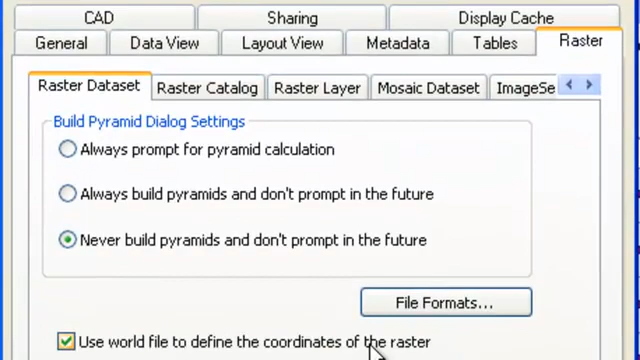 CAD Sharing Display Cache
General Data View Layout View Metadata Tables Raster
Raster Dataset Raster Catalog Raster Layer Mosaic Dataset ImageSe
Build Pyramid Dialog Settings
Always prompt for pyramid calculation
Always build pyramids and don't prompt in the future
Never build pyramids and don't prompt in the future
File Formats...
Use world file to define the coordinates of the raster